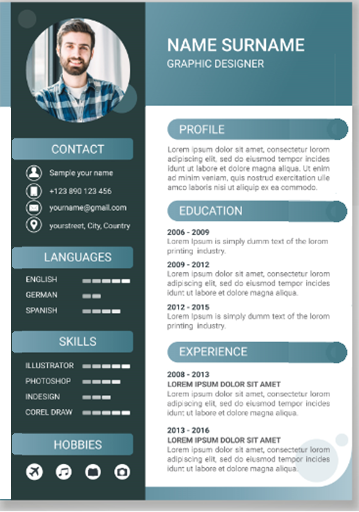 NAME SURNAME
GRAPHIC DESIGNER
CONTACT
Sample your name
+123 890 123 456
yourname@gmail.com
yourstreet, City, Country
LANGUAGES
ENGLISH
GERMAN
SPANISH
SKILLS
ILLUSTRATOR
PHOTOSHOP
INDESIGN
COREL DRAW
HOBBIES
PROFILE
Lorem ipsum dolor sit amet, consectetur
adipiscing elit, sed do eiusmod tempor incides
idunt ut labore et dolore magna aliqua. Ut enim
ad minim veniam, quis nostrud exercitation
ullamco laboris nisi ut aliquip ex ea commodo.
EDUCATION
2006 - 2009
Lorem Ipsum is simply dumm text of the lorem
printing industry.
2009 - 2012
Lorem ipsum dolor sit amet, consectetur
adipiscing elit, sed do eiusmod tempor incides
idunt ut labore et dolore magna aliqua.
2012 - 2015
Lorem Ipsum is simply dumm text of the lorem
printing industry.
EXPERIENCE
2008 - 2013
LOREM IPSUM DOLOR SIT AMET
Lorem ipsum dolor sit amet, consectetur
adipiscing elit, sed do eiusmod tempor incides
idunt ut labore et dolore magna aliqua.
2013 - 2016
LOREM IPSUM DOLOR SIT AMET
Lorem ipsum dolor sit amet, consectetur
adipiscing elit, sed do eiusmod tempor incides
idunt ut labore et dolore magna aliqua.